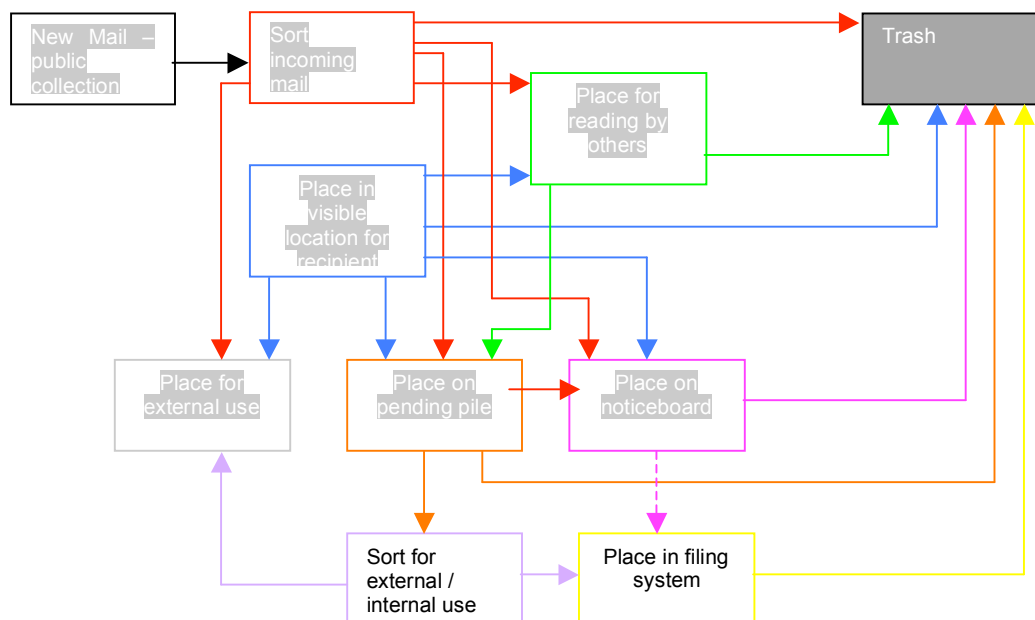 New Mail –
public
collection
Sort
incoming
mail
Trash
Place for
reading by
others
Place in
visible
location for
recipient
Place for
external use
Place on
pending pile
Place on
noticeboard
Sort for
external /
internal use
Place in filing
system